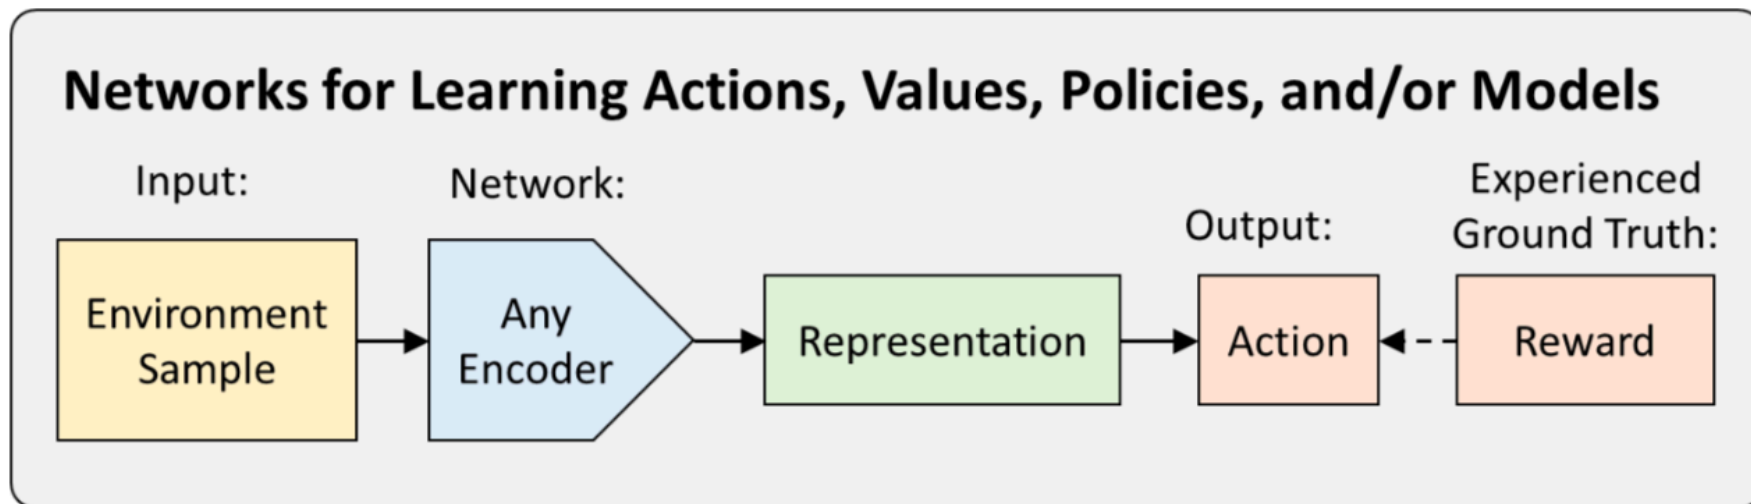 Networks for Learning Actions, Values, Policies, and/or Models
Input:
Network:
Output:
Experienced
Ground Truth:
Environment
Sample
Any
Encoder
Representation
Action
Reward